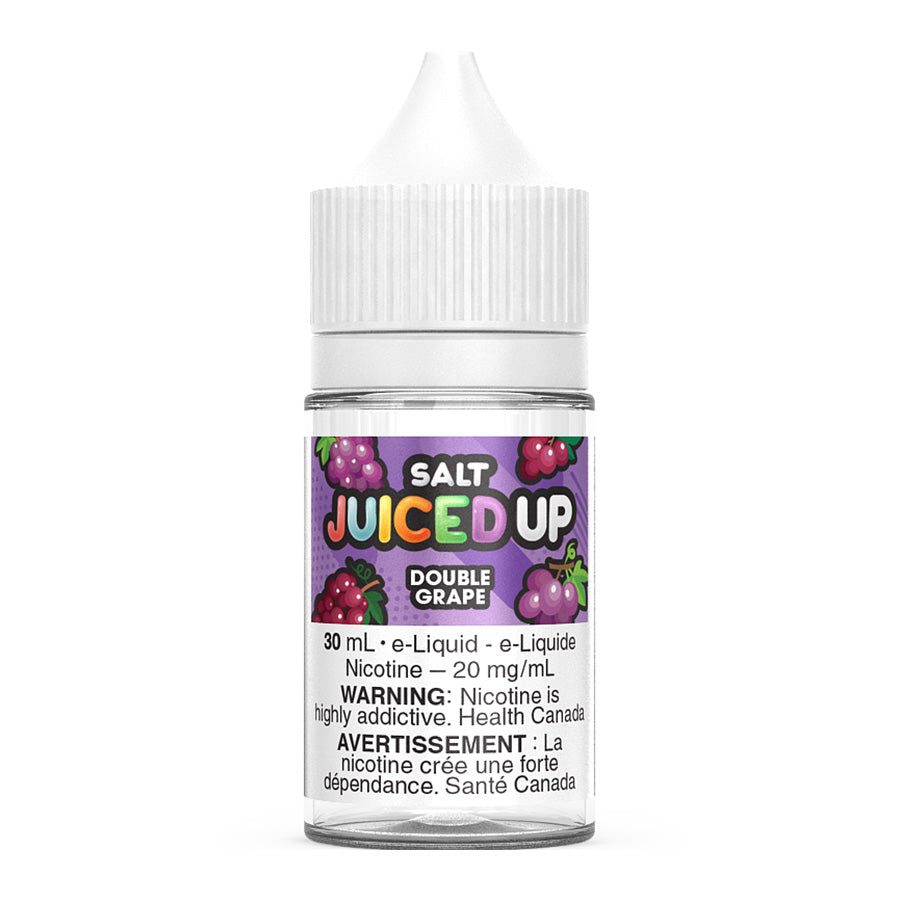 SALT
JUICED UP
DOUBLE
GRAPE
30 mL • e-Liquid - e-Liquide
Nicotine — 20 mg/mL
WARNING: Nicotine is
highly addictive. Health Canada
AVERTISSEMENT : La
nicotine crée une forte
dépendance. Santé Canada